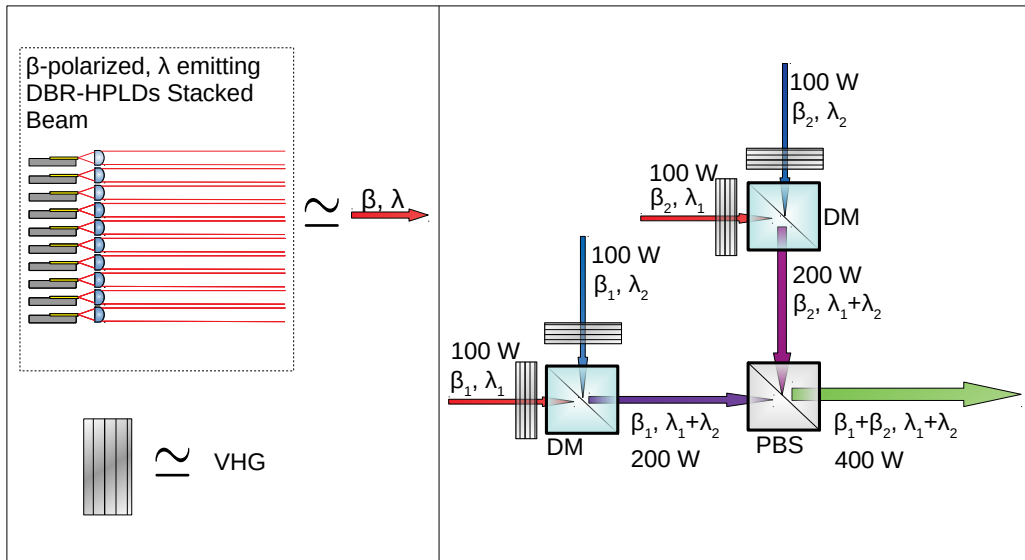 β-polarized, λ emitting
DBR-HPLDs Stacked
Beam
≃ β, λ
≃ VHG
100 W
β₂, λ₂
100 W
β₂, λ₁
DM
200 W
β₂, λ₁+λ₂
100 W
β₁, λ₂
100 W
β₁, λ₁
DM
β₁, λ₁+λ₂
200 W
PBS
β₁+β₂, λ₁+λ₂
400 W